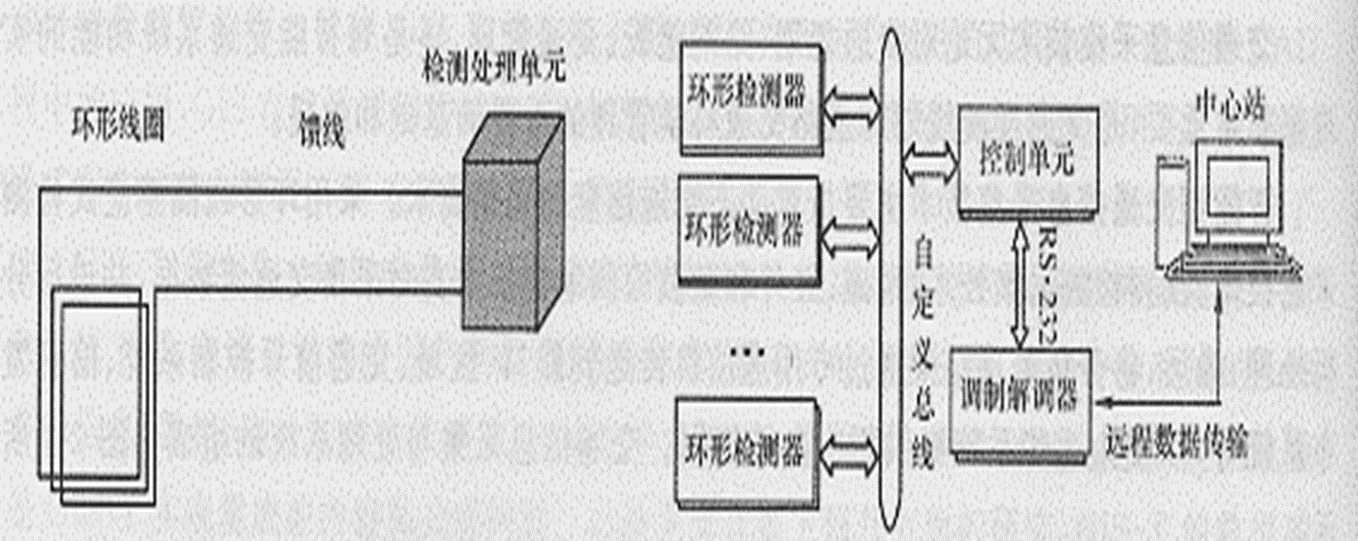 检测处理单元
环形线圈
馈线
环形检测器
环形检测器
...
环形检测器
自定义总线
控制单元
RS-232
调制解调器
中心站
远程数据传输